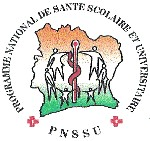 PROGRAMME NATIONAL DE SANTE SCOLAIRE ET UNIVERSITAIRE
PNSSU